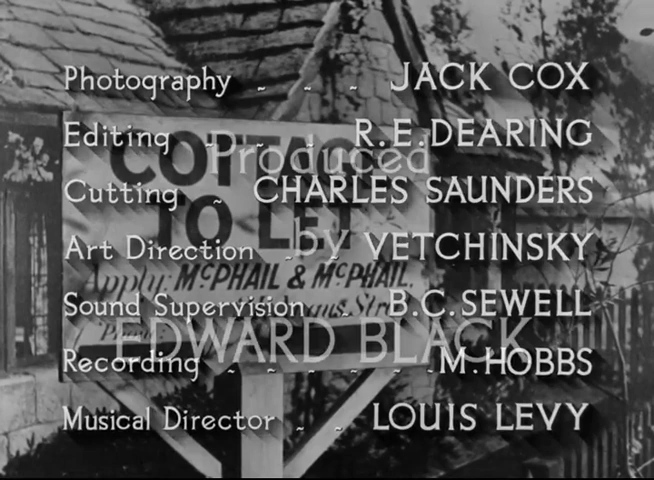 Photography - - - JACK COX
Editing - - - R.E.DEARING
Produced
Cutting - CHARLES SAUNDERS
Art Direction - - VETCHINSKY
by
Sound Supervision - B.C.SEWELL
EDWARD BLACK
Recording - - - - - M.HOBBS
Musical Director - - LOUIS LEVY
COTTAGE
TO LET
Apply: McPHAIL & McPHAIL.